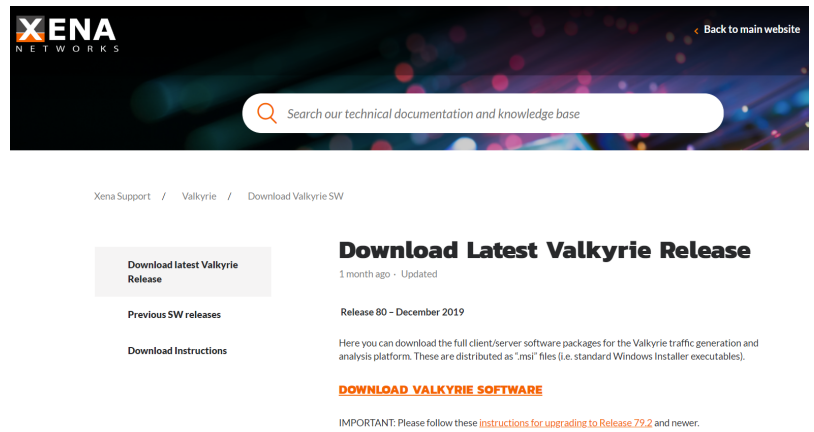 XENA
NETWORKS
‹ Back to main website
Search our technical documentation and knowledge base
Xena Support / Valkyrie / Download Valkyrie SW
Download latest Valkyrie
Release
Previous SW releases
Download Instructions
Download Latest Valkyrie Release
1 month ago · Updated
Release 80 – December 2019
Here you can download the full client/server software packages for the Valkyrie traffic generation and
analysis platform. These are distributed as “.msi” files (i.e. standard Windows Installer executables).
DOWNLOAD VALKYRIE SOFTWARE
IMPORTANT: Please follow these instructions for upgrading to Release 79.2 and newer.